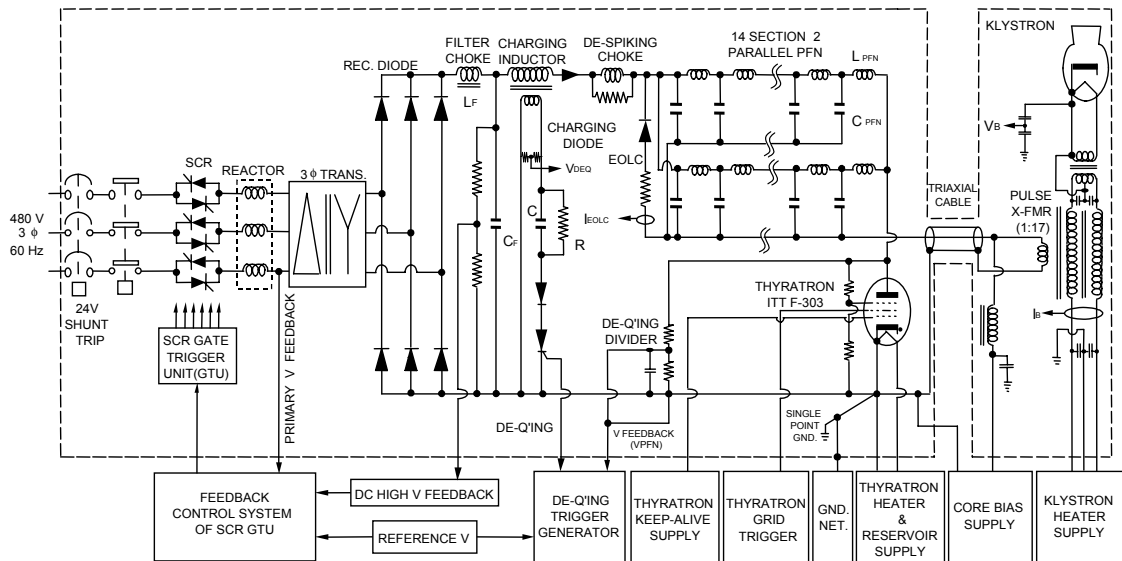 KLYSTRON
FILTER
CHOKE
CHARGING
INDUCTOR
DE-SPIKING
CHOKE
14 SECTION 2
PARALLEL PFN
L PFN
REC. DIODE
LF
C PFN
VB
CHARGING
DIODE
VDEQ
EOLC
SCR
REACTOR
3 ϕ TRANS.
TRIAXIAL
CABLE
PULSE
X-FMR
(1:17)
480 V
3 ϕ
60 Hz
IEOLC
C
R
CF
24V
SHUNT
TRIP
THYRATRON
ITT F-303
DE-Q'ING
DIVIDER
IB
SCR GATE
TRIGGER
UNIT(GTU)
PRIMARY V FEEDBACK
DE-Q'ING
V FEEDBACK
(VPFN)
SINGLE
POINT
GND.
FEEDBACK
CONTROL SYSTEM
OF SCR GTU
DC HIGH V FEEDBACK
REFERENCE V
DE-Q'ING
TRIGGER
GENERATOR
THYRATRON
KEEP-ALIVE
SUPPLY
THYRATRON
GRID
TRIGGER
GND.
NET.
THYRATRON
HEATER
&
RESERVOIR
SUPPLY
CORE BIAS
SUPPLY
KLYSTRON
HEATER
SUPPLY